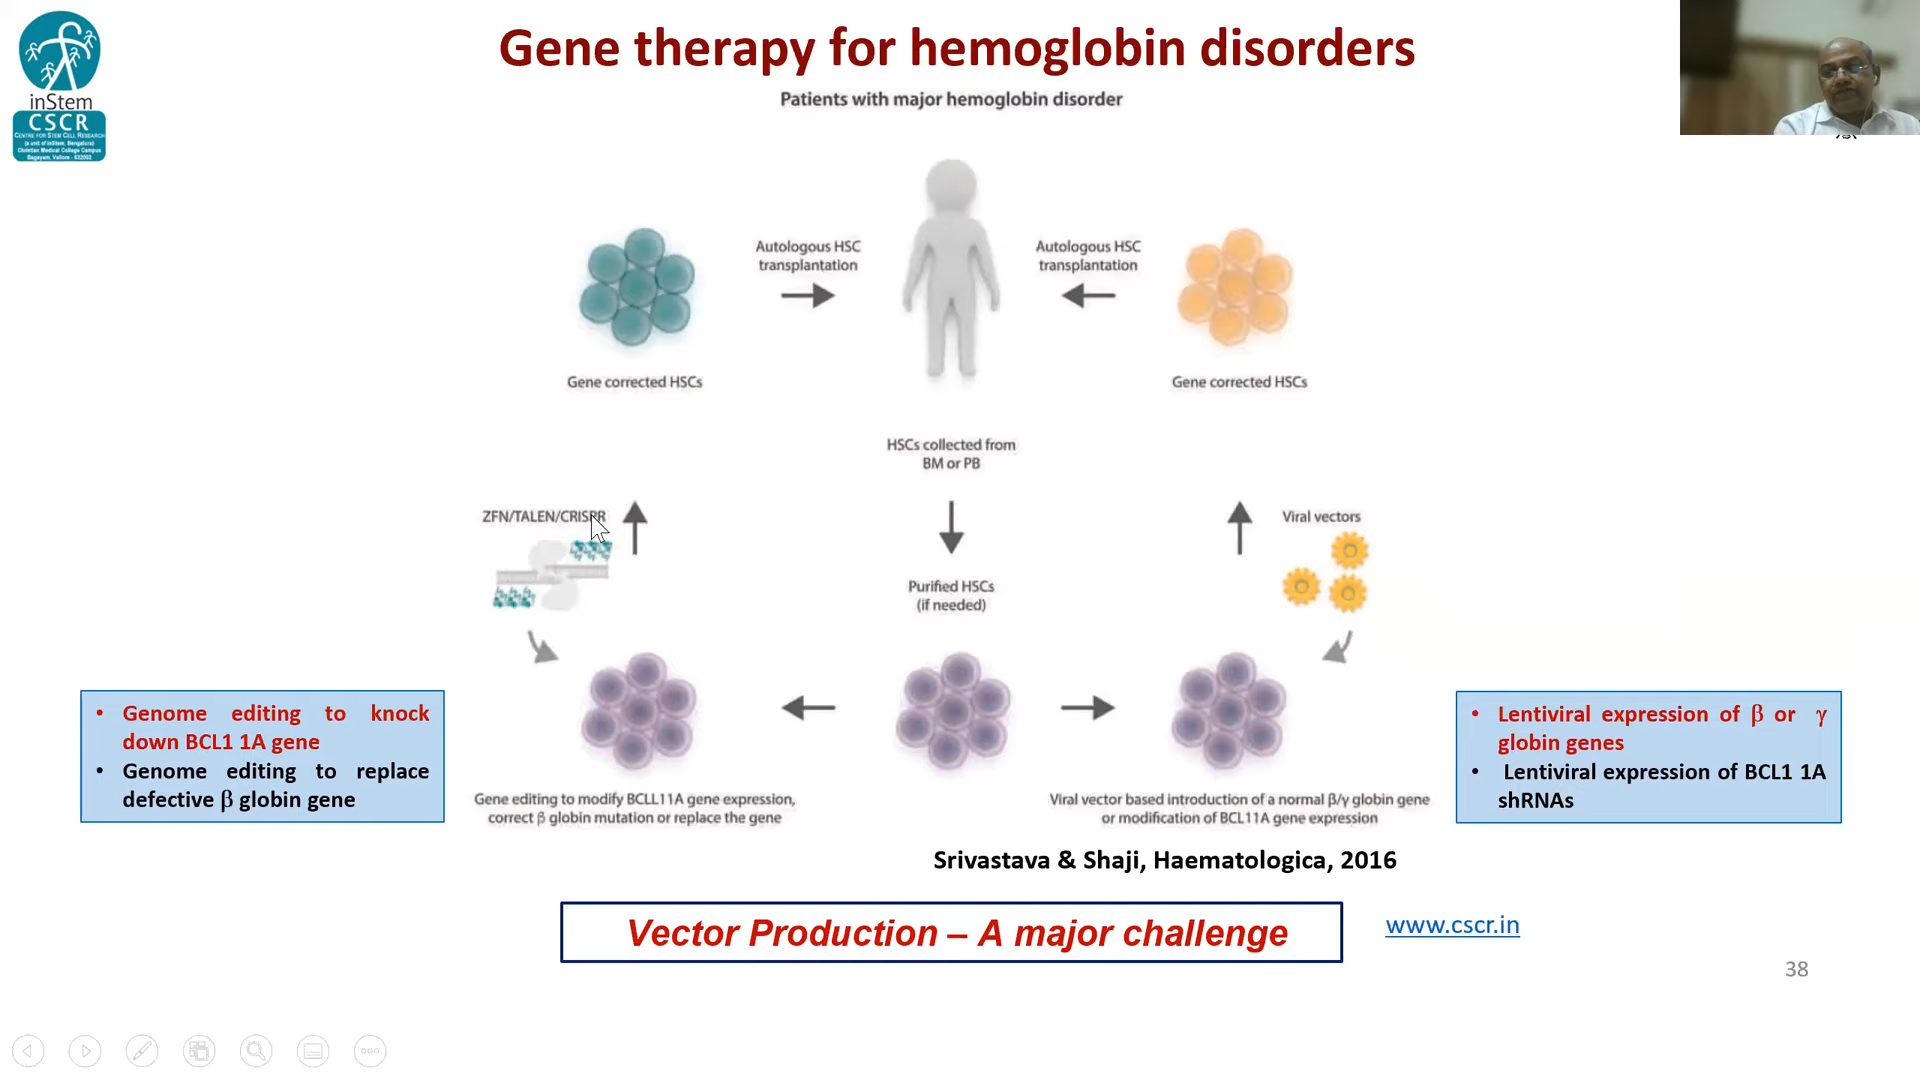 Gene therapy for hemoglobin disorders
inStem
CSCR
CENTRE FOR STEM CELL RESEARCH
(a unit of inStem, Bengaluru)
Christian Medical College Campus
Bagayam, Vellore - 632002
Patients with major hemoglobin disorder
Autologous HSC
transplantation
Autologous HSC
transplantation
Gene corrected HSCs
Gene corrected HSCs
HSCs collected from
BM or PB
ZFN/TALEN/CRISPR
Viral vectors
Purified HSCs
(if needed)
• Genome editing to knock
down BCL1 1A gene
• Genome editing to replace
defective β globin gene
• Lentiviral expression of β or γ
globin genes
• Lentiviral expression of BCL1 1A
shRNAs
Gene editing to modify BCLL11A gene expression,
correct β globin mutation or replace the gene
Viral vector based introduction of a normal β/γ globin gene
or modification of BCL11A gene expression
Srivastava & Shaji, Haematologica, 2016
Vector Production – A major challenge
www.cscr.in
38